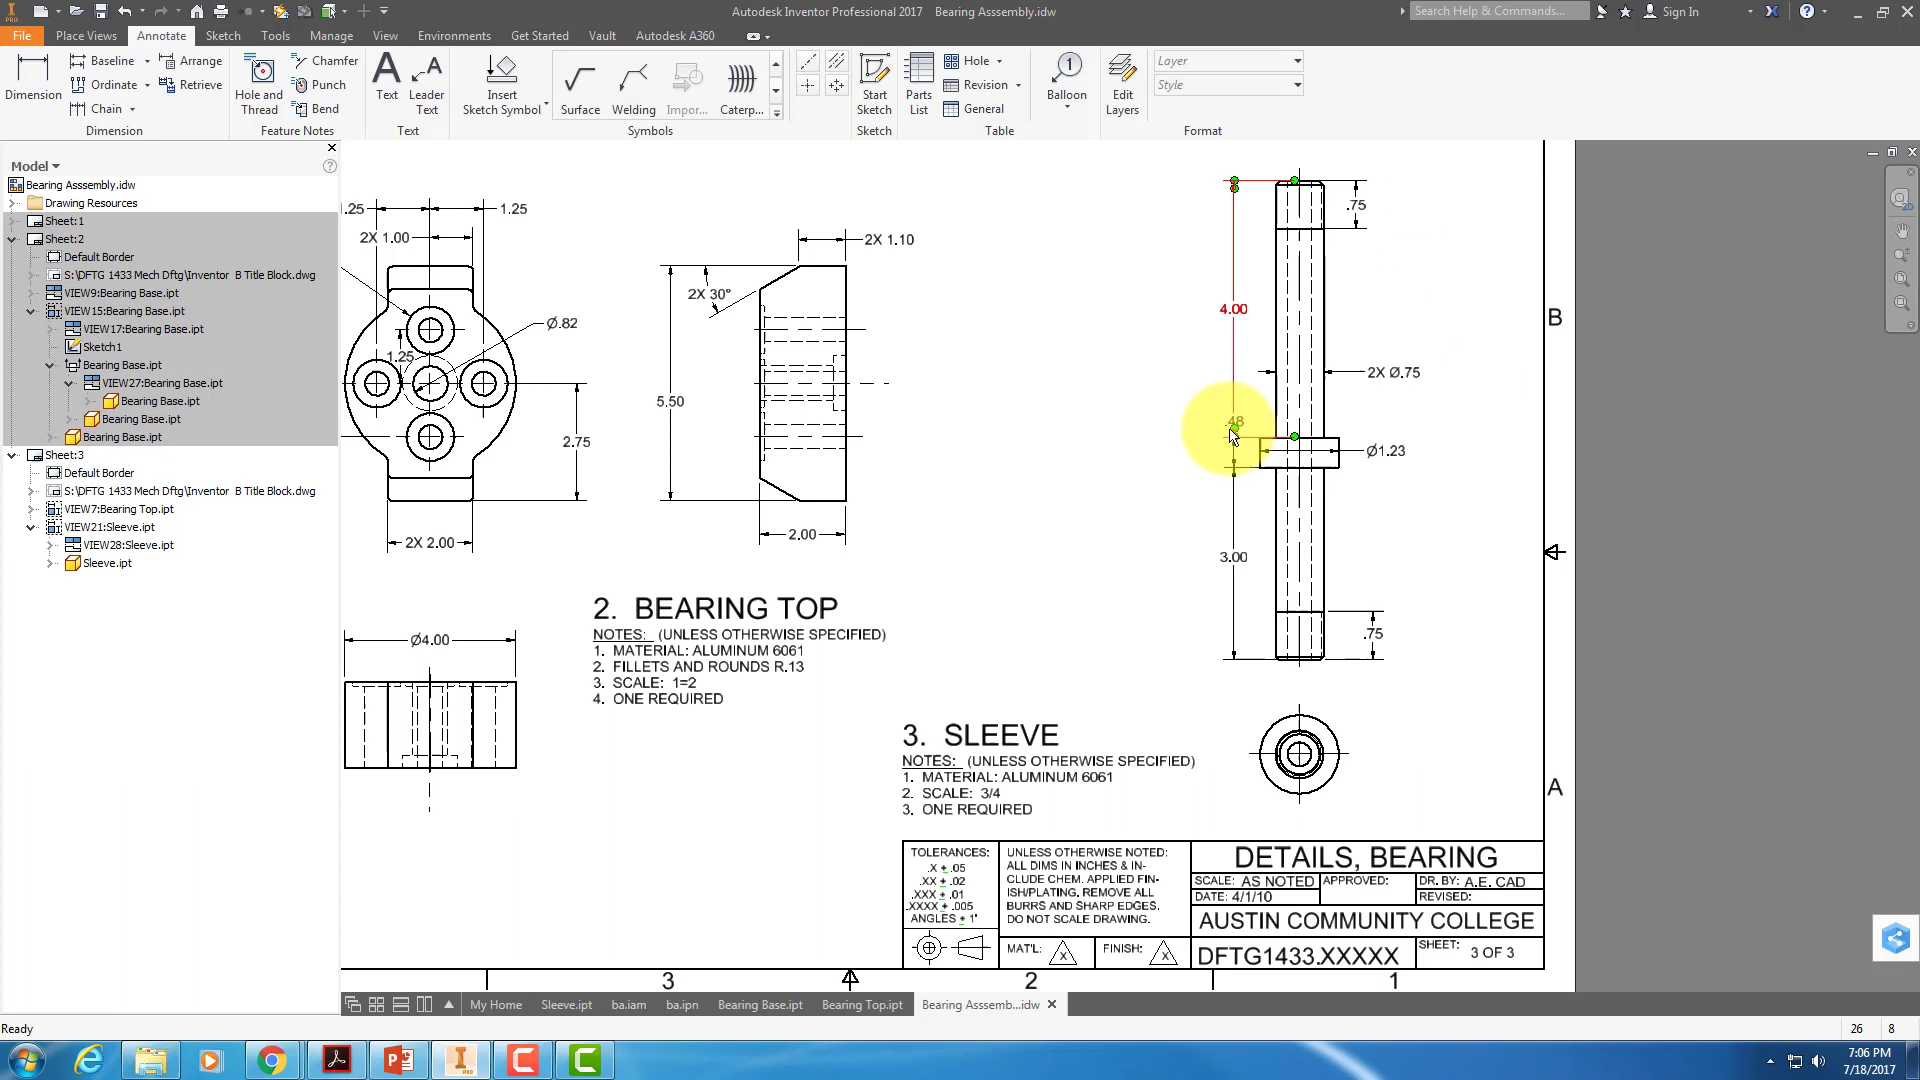 Autodesk Inventor Professional 2017 Bearing Asssembly.idw
Search Help & Commands...
Sign In
File Place Views Annotate Sketch Tools Manage View Environments Get Started Vault Autodesk A360
Dimension
Baseline
Ordinate
Chain
Arrange
Retrieve
Dimension
Hole and Thread
Chamfer
Punch
Bend
Feature Notes
Text
Leader Text
Text
Insert Sketch Symbol
Surface
Welding
Impor...
Caterp...
Symbols
Start Sketch
Sketch
Parts List
Hole
Revision
General
Table
Balloon
Edit Layers
Layer
Style
Format
Model
Bearing Asssembly.idw
Drawing Resources
Sheet:1
Sheet:2
Default Border
S:\DFTG 1433 Mech Dftg\Inventor B Title Block.dwg
VIEW9:Bearing Base.ipt
VIEW15:Bearing Base.ipt
VIEW17:Bearing Base.ipt
Sketch1
Bearing Base.ipt
VIEW27:Bearing Base.ipt
Bearing Base.ipt
Bearing Base.ipt
Bearing Base.ipt
Sheet:3
Default Border
S:\DFTG 1433 Mech Dftg\Inventor B Title Block.dwg
VIEW7:Bearing Top.ipt
VIEW21:Sleeve.ipt
VIEW28:Sleeve.ipt
Sleeve.ipt
1.25
1.25
2X 1.00
Ø.82
1.25
2.75
2X 2.00
Ø4.00
2X 1.10
2X 30°
5.50
2.00
2. BEARING TOP
NOTES: (UNLESS OTHERWISE SPECIFIED)
1. MATERIAL: ALUMINUM 6061
2. FILLETS AND ROUNDS R.13
3. SCALE: 1=2
4. ONE REQUIRED
.75
4.00
2X Ø.75
.48
Ø1.23
3.00
.75
3. SLEEVE
NOTES: (UNLESS OTHERWISE SPECIFIED)
1. MATERIAL: ALUMINUM 6061
2. SCALE: 3/4
3. ONE REQUIRED
B
A
TOLERANCES:
.X ± .05
.XX ± .02
.XXX ± .01
.XXXX ± .005
ANGLES ± 1°
UNLESS OTHERWISE NOTED:
ALL DIMS IN INCHES & IN-
CLUDE CHEM. APPLIED FIN-
ISH/PLATING, REMOVE ALL
BURRS AND SHARP EDGES.
DO NOT SCALE DRAWING.
MAT'L: X
FINISH: X
DETAILS, BEARING
SCALE: AS NOTED APPROVED: DR. BY: A.E. CAD
DATE: 4/1/10 REVISED:
AUSTIN COMMUNITY COLLEGE
DFTG1433.XXXXX SHEET: 3 OF 3
3 2 1
My Home Sleeve.ipt ba.iam ba.ipn Bearing Base.ipt Bearing Top.ipt Bearing Asssemb...idw
Ready
26 8
7:06 PM
7/18/2017